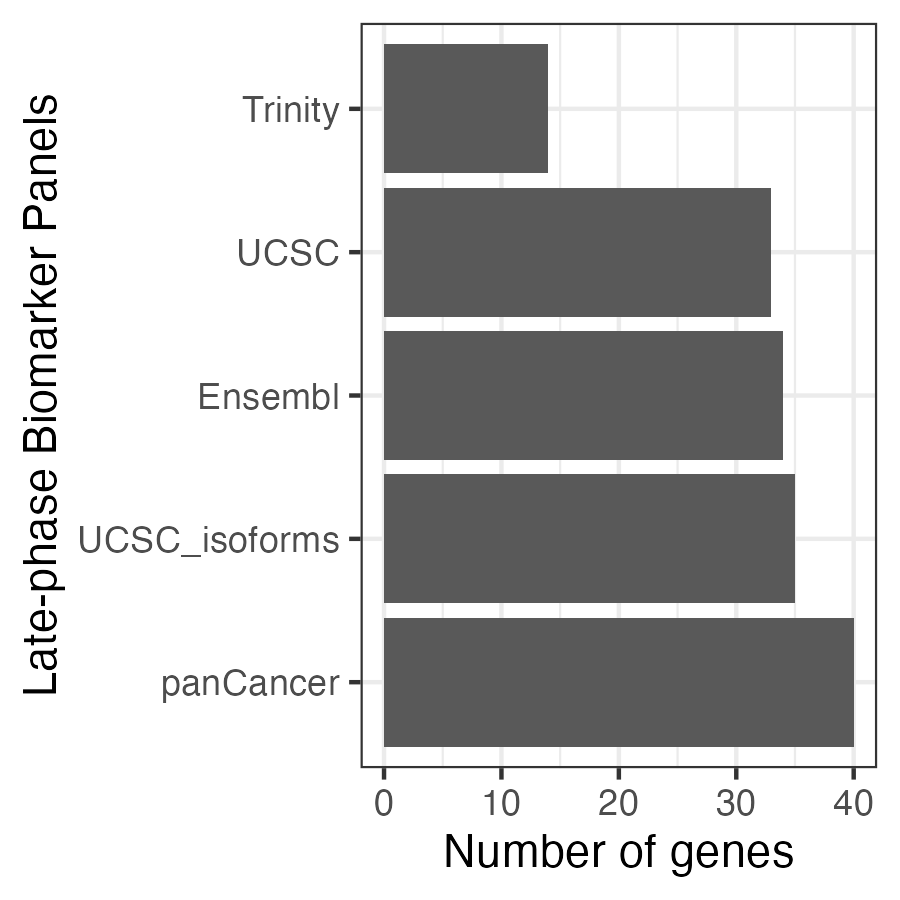 Late-phase Biomarker Panels
Trinity
UCSC
Ensembl
UCSC_isoforms
panCancer
0 10 20 30 40
Number of genes